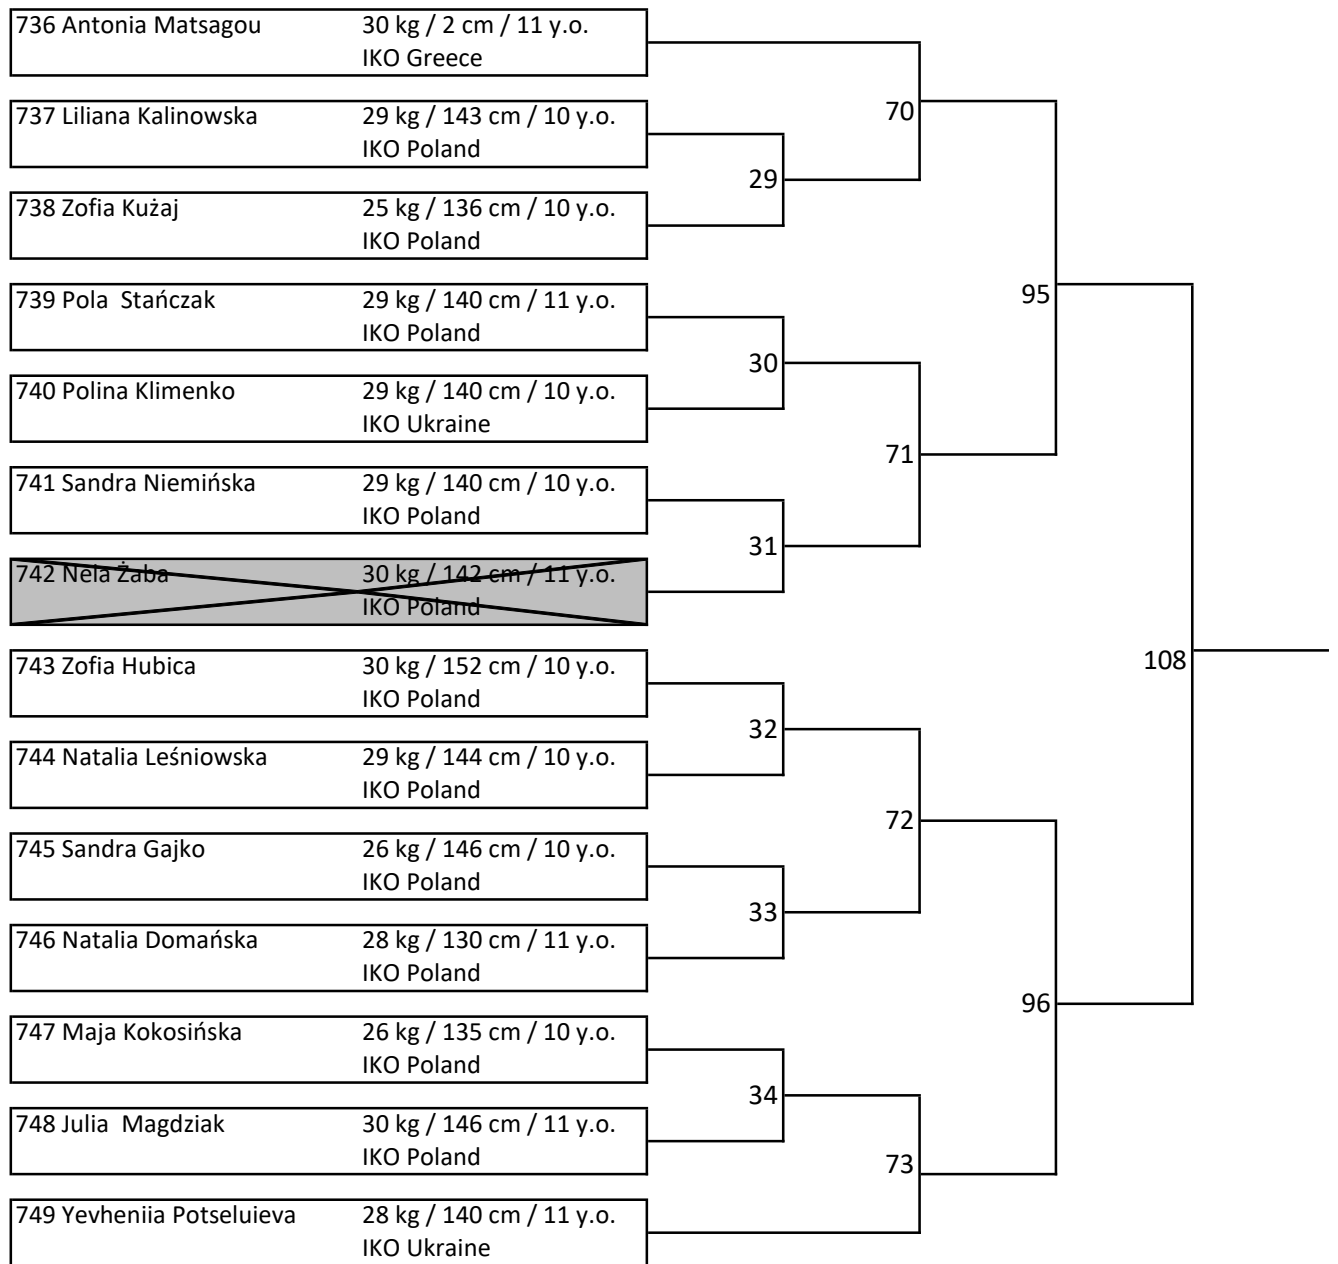 736 Antonia Matsagou 30 kg / 2 cm / 11 y.o.
IKO Greece
70
737 Liliana Kalinowska 29 kg / 143 cm / 10 y.o.
IKO Poland
29
738 Zofia Kużaj 25 kg / 136 cm / 10 y.o.
IKO Poland
95
739 Pola  Stańczak 29 kg / 140 cm / 11 y.o.
IKO Poland
30
740 Polina Klimenko 29 kg / 140 cm / 10 y.o.
IKO Ukraine
71
741 Sandra Niemińska 29 kg / 140 cm / 10 y.o.
IKO Poland
31
742 Nela Żaba 30 kg / 142 cm / 11 y.o.
IKO Poland
108
743 Zofia Hubica 30 kg / 152 cm / 10 y.o.
IKO Poland
32
744 Natalia Leśniowska 29 kg / 144 cm / 10 y.o.
IKO Poland
72
745 Sandra Gajko 26 kg / 146 cm / 10 y.o.
IKO Poland
33
746 Natalia Domańska 28 kg / 130 cm / 11 y.o.
IKO Poland
96
747 Maja Kokosińska 26 kg / 135 cm / 10 y.o.
IKO Poland
34
748 Julia  Magdziak 30 kg / 146 cm / 11 y.o.
IKO Poland
73
749 Yevheniia Potseluieva 28 kg / 140 cm / 11 y.o.
IKO Ukraine